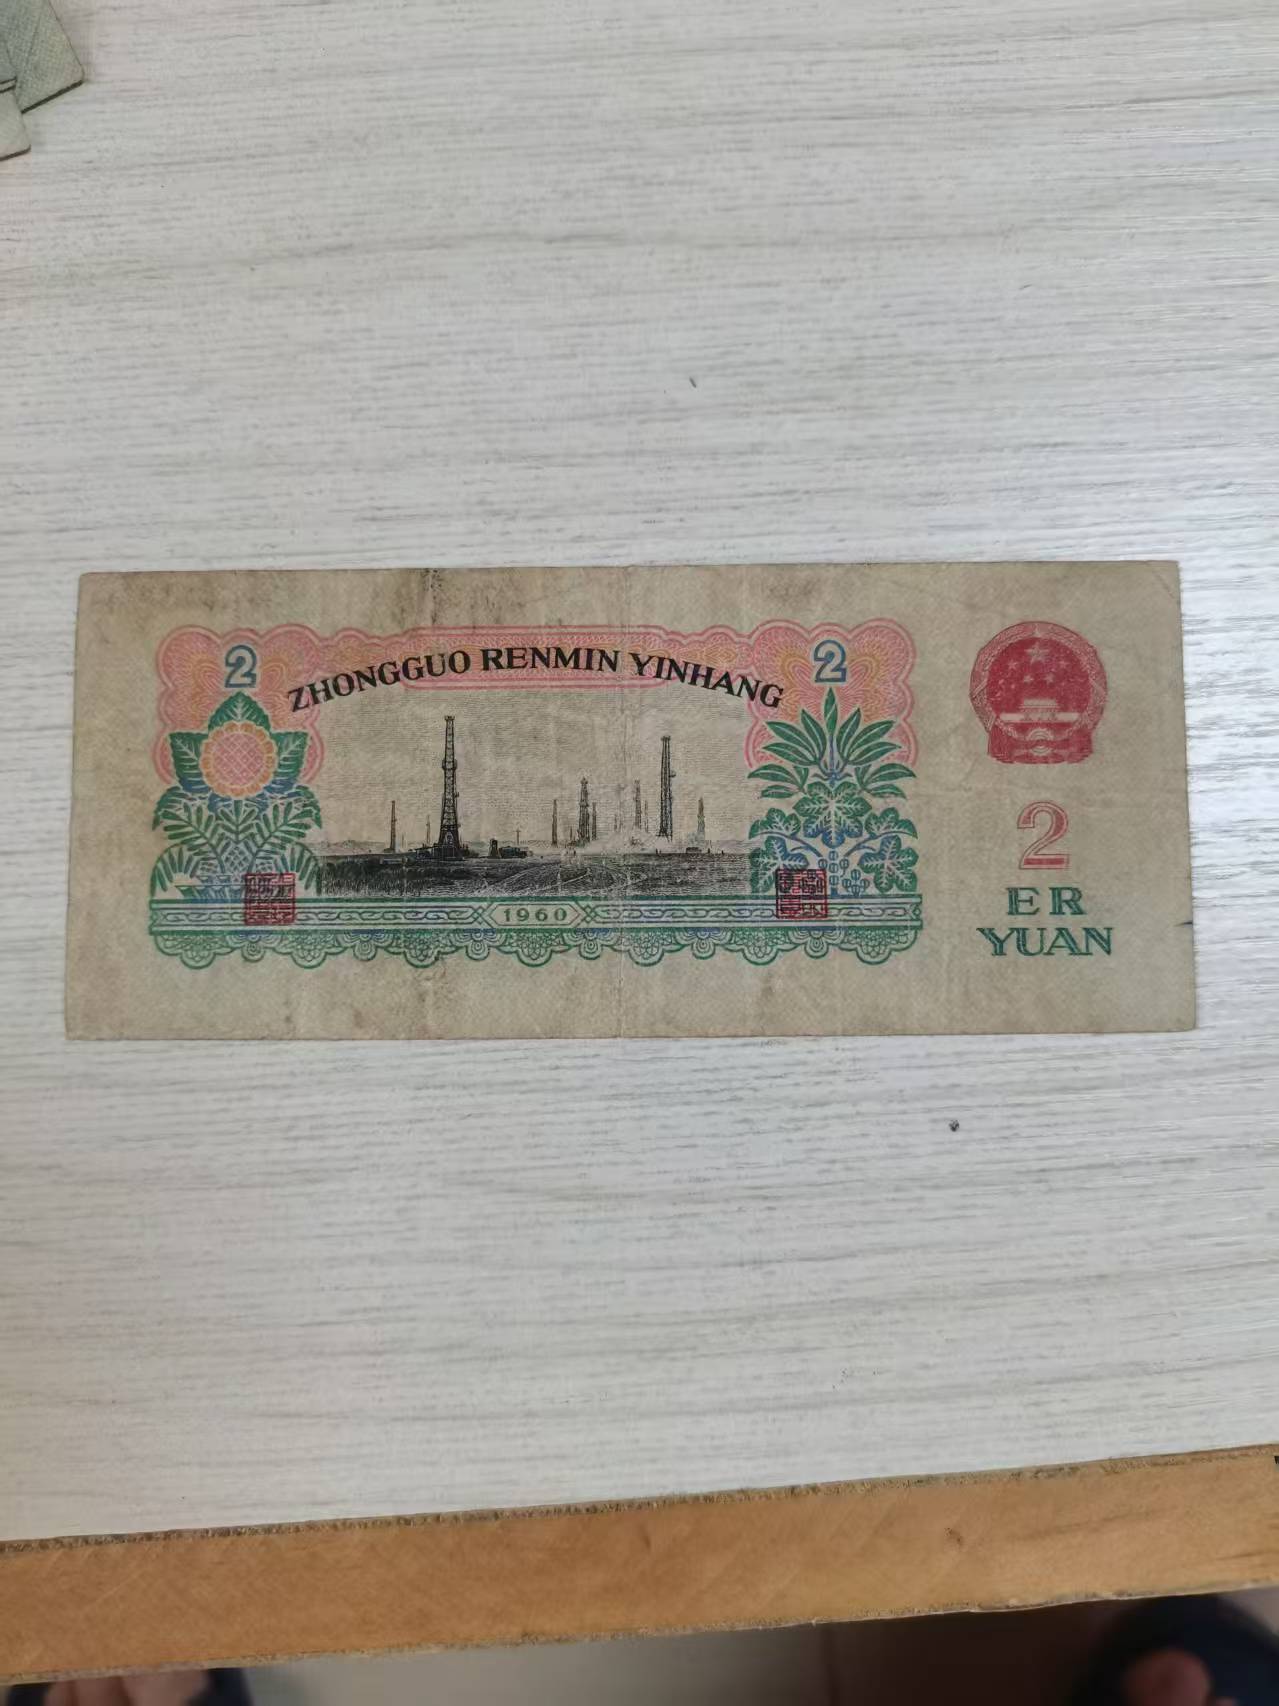 2
ZHONGGUO RENMIN YINHANG
2
1960
2
ER
YUAN